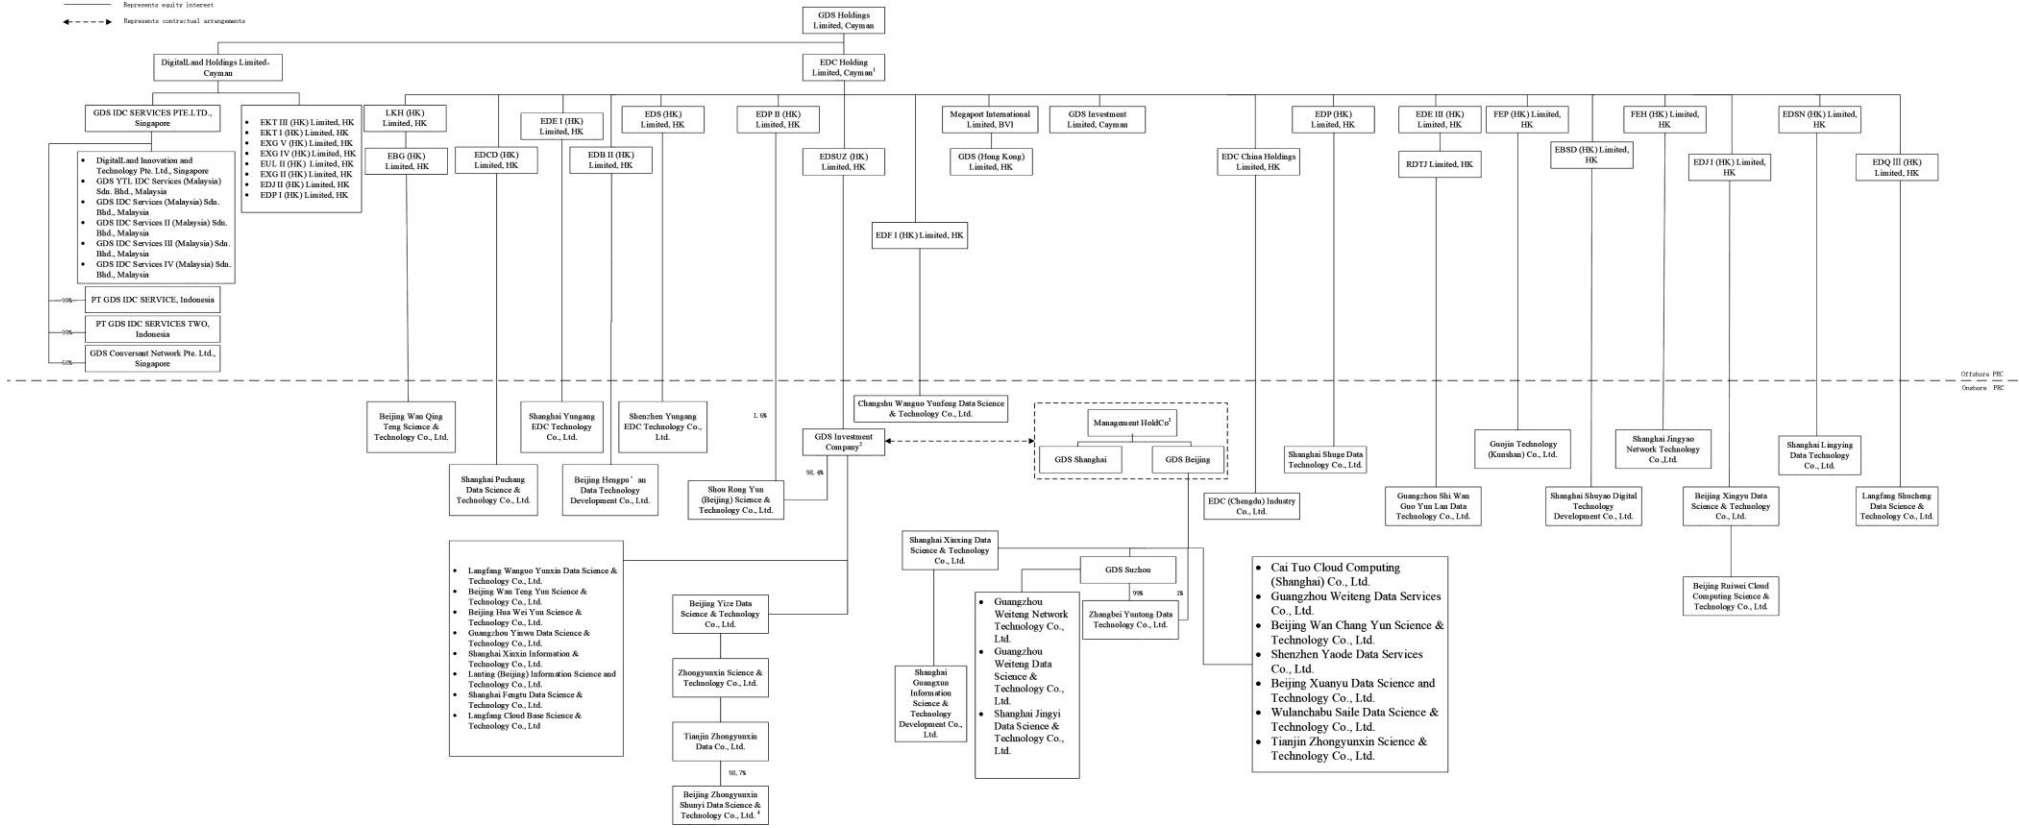 Represents equity interest
Represents contractual arrangements
GDS Holdings
Limited, Cayman
DigitalLand Holdings Limited,
Cayman
EDC Holding
Limited, Cayman¹
GDS IDC SERVICES PTE.LTD.,
Singapore
• EKT III (HK) Limited, HK
• EKT I (HK) Limited, HK
• EXG V (HK) Limited, HK
• EXG IV (HK) Limited, HK
• EUL II (HK) Limited, HK
• EXG II (HK) Limited, HK
• EDJ II (HK) Limited, HK
• EDP I (HK) Limited, HK
LKH (HK)
Limited, HK
EBG (HK)
Limited, HK
EDCD (HK)
Limited, HK
EDE I (HK)
Limited, HK
EDB II (HK)
Limited, HK
EDS (HK)
Limited, HK
EDP II (HK)
Limited, HK
EDSUZ (HK)
Limited, HK
EDF I (HK) Limited, HK
Megaport International
Limited, BVI
GDS (Hong Kong)
Limited, HK
GDS Investment
Limited, Cayman
EDC China Holdings
Limited, HK
EDP (HK)
Limited, HK
EDE III (HK)
Limited, HK
RDTJ Limited, HK
FEP (HK) Limited,
HK
EBSD (HK) Limited,
HK
FEH (HK) Limited,
HK
EDJ I (HK) Limited,
HK
EDSN (HK) Limited,
HK
EDQ III (HK)
Limited, HK
• DigitalLand Innovation and
Technology Pte. Ltd., Singapore
• GDS YTL IDC Services (Malaysia)
Sdn. Bhd., Malaysia
• GDS IDC Services (Malaysia) Sdn.
Bhd., Malaysia
• GDS IDC Services II (Malaysia) Sdn.
Bhd., Malaysia
• GDS IDC Services III (Malaysia) Sdn.
Bhd., Malaysia
• GDS IDC Services IV (Malaysia) Sdn.
Bhd., Malaysia
99%
PT GDS IDC SERVICE, Indonesia
99%
PT GDS IDC SERVICES TWO,
Indonesia
60%
GDS Conversant Network Pte. Ltd.,
Singapore
Offshore PRC
Onshore PRC
Beijing Wan Qing
Teng Science &
Technology Co., Ltd.
Shanghai Puchang
Data Science &
Technology Co., Ltd.
Shanghai Yungang
EDC Technology
Co., Ltd.
Beijing Hengpu'an
Data Technology
Development Co., Ltd.
Shenzhen Yungang
EDC Technology Co.,
Ltd.
1.6%
98.4%
Shou Rong Yun
(Beijing) Science &
Technology Co., Ltd.
GDS Investment
Company²
Changshu Wanguo Yunfeng Data Science
& Technology Co., Ltd.
Management HoldCo³
GDS Shanghai
GDS Beijing
EDC (Chengdu) Industry
Co., Ltd.
Shanghai Shuge Data
Technology Co., Ltd.
Guangzhou Shi Wan
Guo Yun Lan Data
Technology Co., Ltd.
Guojin Technology
(Kunshan) Co., Ltd.
Shanghai Shuyao Digital
Technology
Development Co., Ltd.
Shanghai Jingyao
Network Technology
Co.,Ltd.
Beijing Xingyu Data
Science & Technology
Co., Ltd.
Beijing Ruiwei Cloud
Computing Science &
Technology Co., Ltd.
Shanghai Lingying
Data Technology
Co., Ltd.
Langfang Shucheng
Data Science &
Technology Co., Ltd.
• Langfang Wanguo Yunxin Data Science &
Technology Co., Ltd.
• Beijing Wan Teng Yun Science &
Technology Co., Ltd.
• Beijing Hua Wei Yun Science &
Technology Co., Ltd.
• Guangzhou Yinwu Data Science &
Technology Co., Ltd.
• Shanghai Xinxin Information &
Technology Co., Ltd.
• Lanting (Beijing) Information Science and
Technology Co., Ltd.
• Shanghai Fengtu Data Science &
Technology Co., Ltd
• Langfang Cloud Base Science &
Technology Co., Ltd
Beijing Yize Data
Science & Technology
Co., Ltd.
Zhongyunxin Science &
Technology Co., Ltd.
Tianjin Zhongyunxin
Data Co., Ltd.
98.7%
Beijing Zhongyunxin
Shunyi Data Science &
Technology Co., Ltd. ⁴
Shanghai Xinxing Data
Science & Technology
Co., Ltd.
Shanghai
Guangxun
Information
Science &
Technology
Development Co.,
Ltd.
GDS Suzhou
99%
1%
Zhangbei Yuntong Data
Technology Co., Ltd.
• Guangzhou
Weiteng Network
Technology Co.,
Ltd.
• Guangzhou
Weiteng Data
Science &
Technology Co.,
Ltd.
• Shanghai Jingyi
Data Science &
Technology Co.,
Ltd.
• Cai Tuo Cloud Computing
(Shanghai) Co., Ltd.
• Guangzhou Weiteng Data Services
Co., Ltd.
• Beijing Wan Chang Yun Science &
Technology Co., Ltd.
• Shenzhen Yaode Data Services
Co., Ltd.
• Beijing Xuanyu Data Science and
Technology Co., Ltd.
• Wulanchabu Saile Data Science &
Technology Co., Ltd.
• Tianjin Zhongyunxin Science &
Technology Co., Ltd.